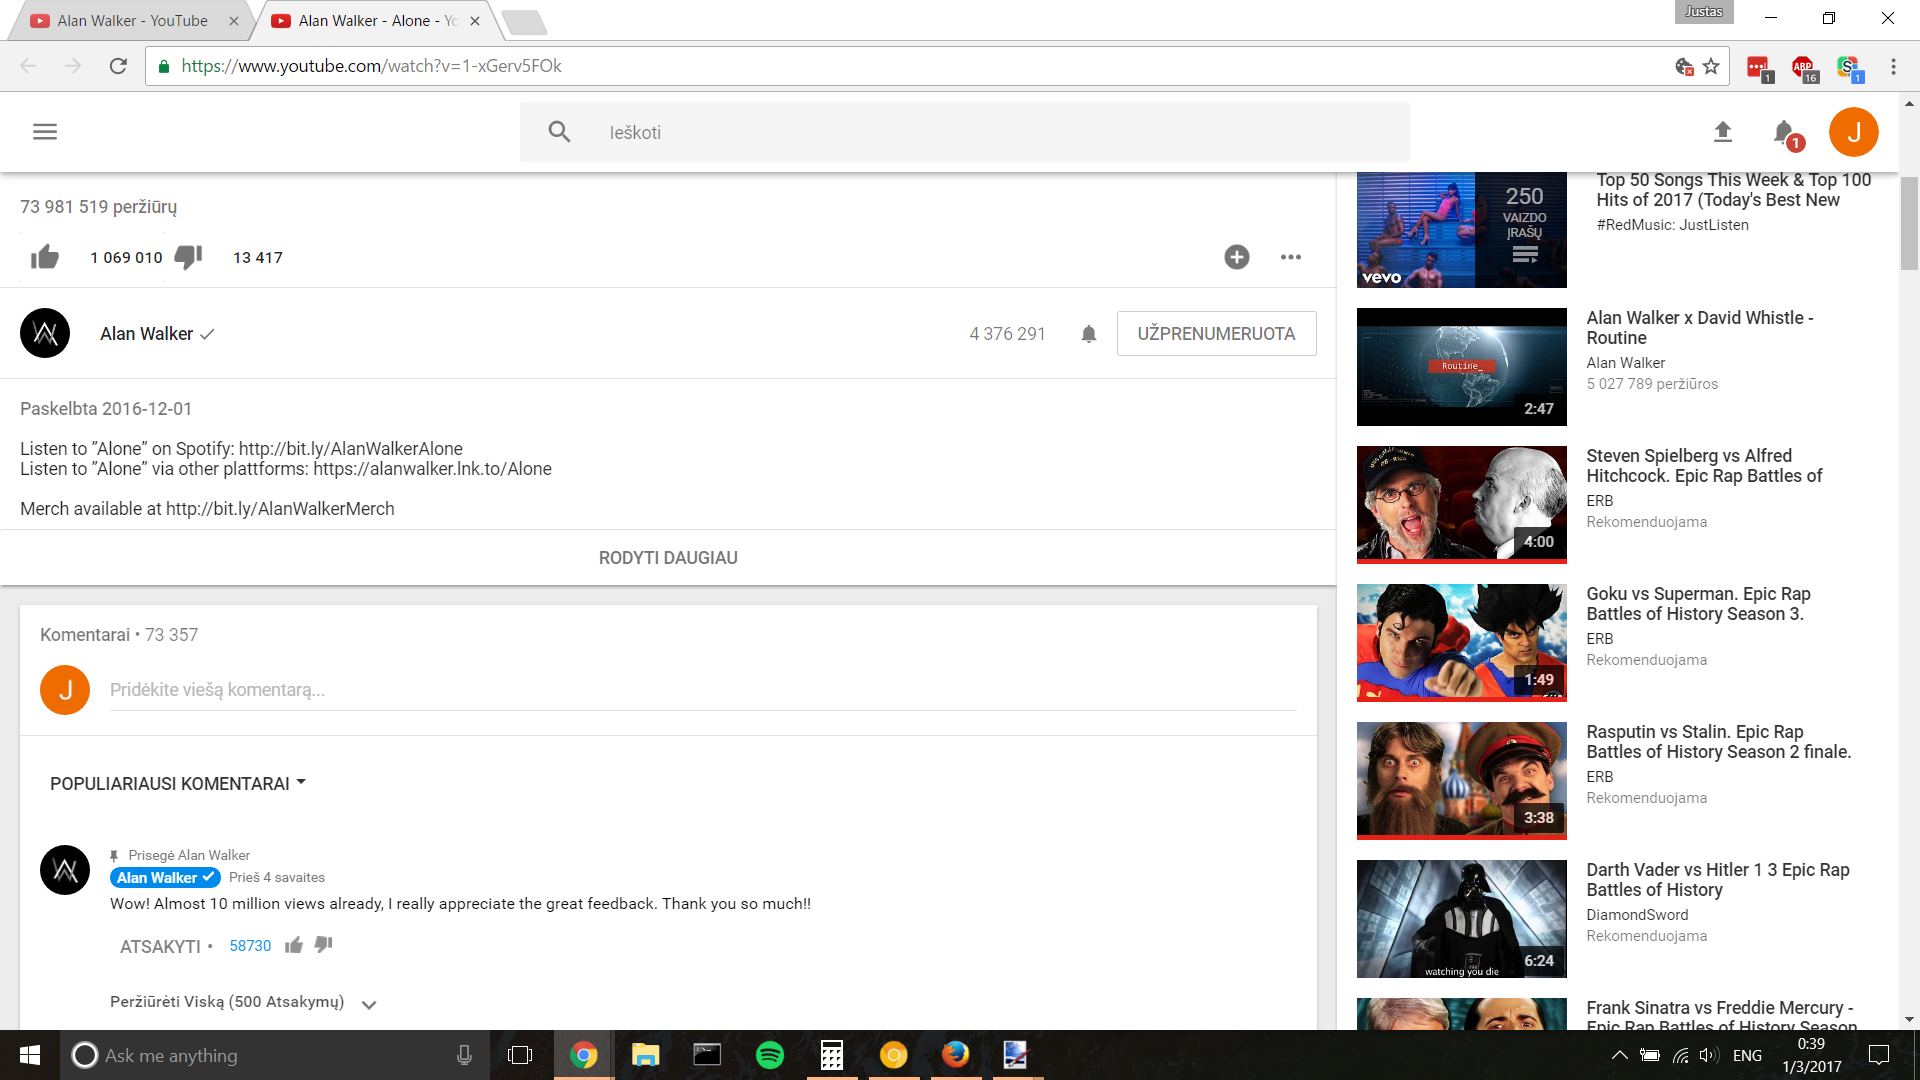 Alan Walker - YouTube
Alan Walker - Alone - Yo
Justas
https://www.youtube.com/watch?v=1-xGerv5FOk
1
16
1
Ieškoti
1
J
73 981 519 peržiūrų
1 069 010
13 417
Alan Walker
4 376 291
UŽPRENUMERUOTA
Paskelbta 2016-12-01
Listen to ”Alone” on Spotify: http://bit.ly/AlanWalkerAlone
Listen to ”Alone” via other plattforms: https://alanwalker.lnk.to/Alone
Merch available at http://bit.ly/AlanWalkerMerch
RODYTI DAUGIAU
Komentarai • 73 357
J
Pridėkite viešą komentarą...
POPULIARIAUSI KOMENTARAI
Prisegė Alan Walker
Alan Walker
Prieš 4 savaites
Wow! Almost 10 million views already, I really appreciate the great feedback. Thank you so much!!
ATSAKYTI •
58730
Peržiūrėti Viską (500 Atsakymų)
250
VAIZDO
ĮRAŠŲ
vevo
Top 50 Songs This Week & Top 100
Hits of 2017 (Today's Best New
#RedMusic: JustListen
Routine_
2:47
Alan Walker x David Whistle -
Routine
Alan Walker
5 027 789 peržiūros
4:00
Steven Spielberg vs Alfred
Hitchcock. Epic Rap Battles of
ERB
Rekomenduojama
1:49
Goku vs Superman. Epic Rap
Battles of History Season 3.
ERB
Rekomenduojama
3:38
Rasputin vs Stalin. Epic Rap
Battles of History Season 2 finale.
ERB
Rekomenduojama
watching you die
6:24
Darth Vader vs Hitler 1 3 Epic Rap
Battles of History
DiamondSword
Rekomenduojama
Frank Sinatra vs Freddie Mercury -
Epic Rap Battles of History Season
Ask me anything
ENG
0:39
1/3/2017